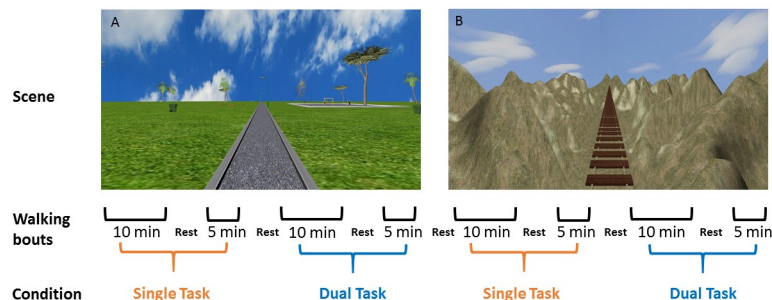 A
B
Scene
Walking
bouts
10 min Rest 5 min Rest 10 min Rest 5 min Rest 10 min Rest 5 min Rest 10 min Rest 5 min
Condition
Single Task Dual Task Single Task Dual Task